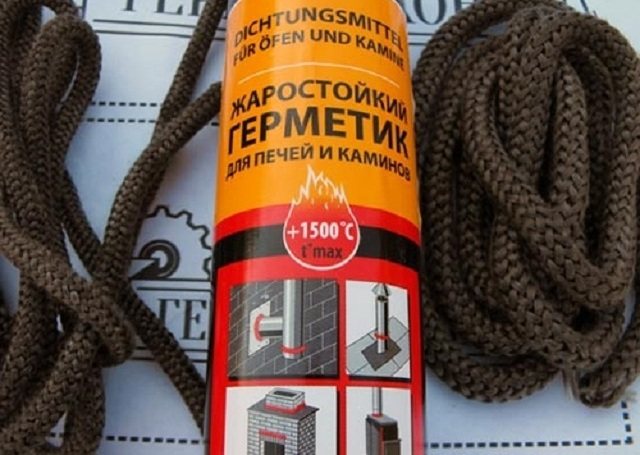 DICHTUNGSMITTEL
FÜR ÖFEN UND KAMINE
ЖАРОСТОЙКИЙ
ГЕРМЕТИК
ДЛЯ ПЕЧЕЙ И КАМИНОВ
+1500°C
t°max